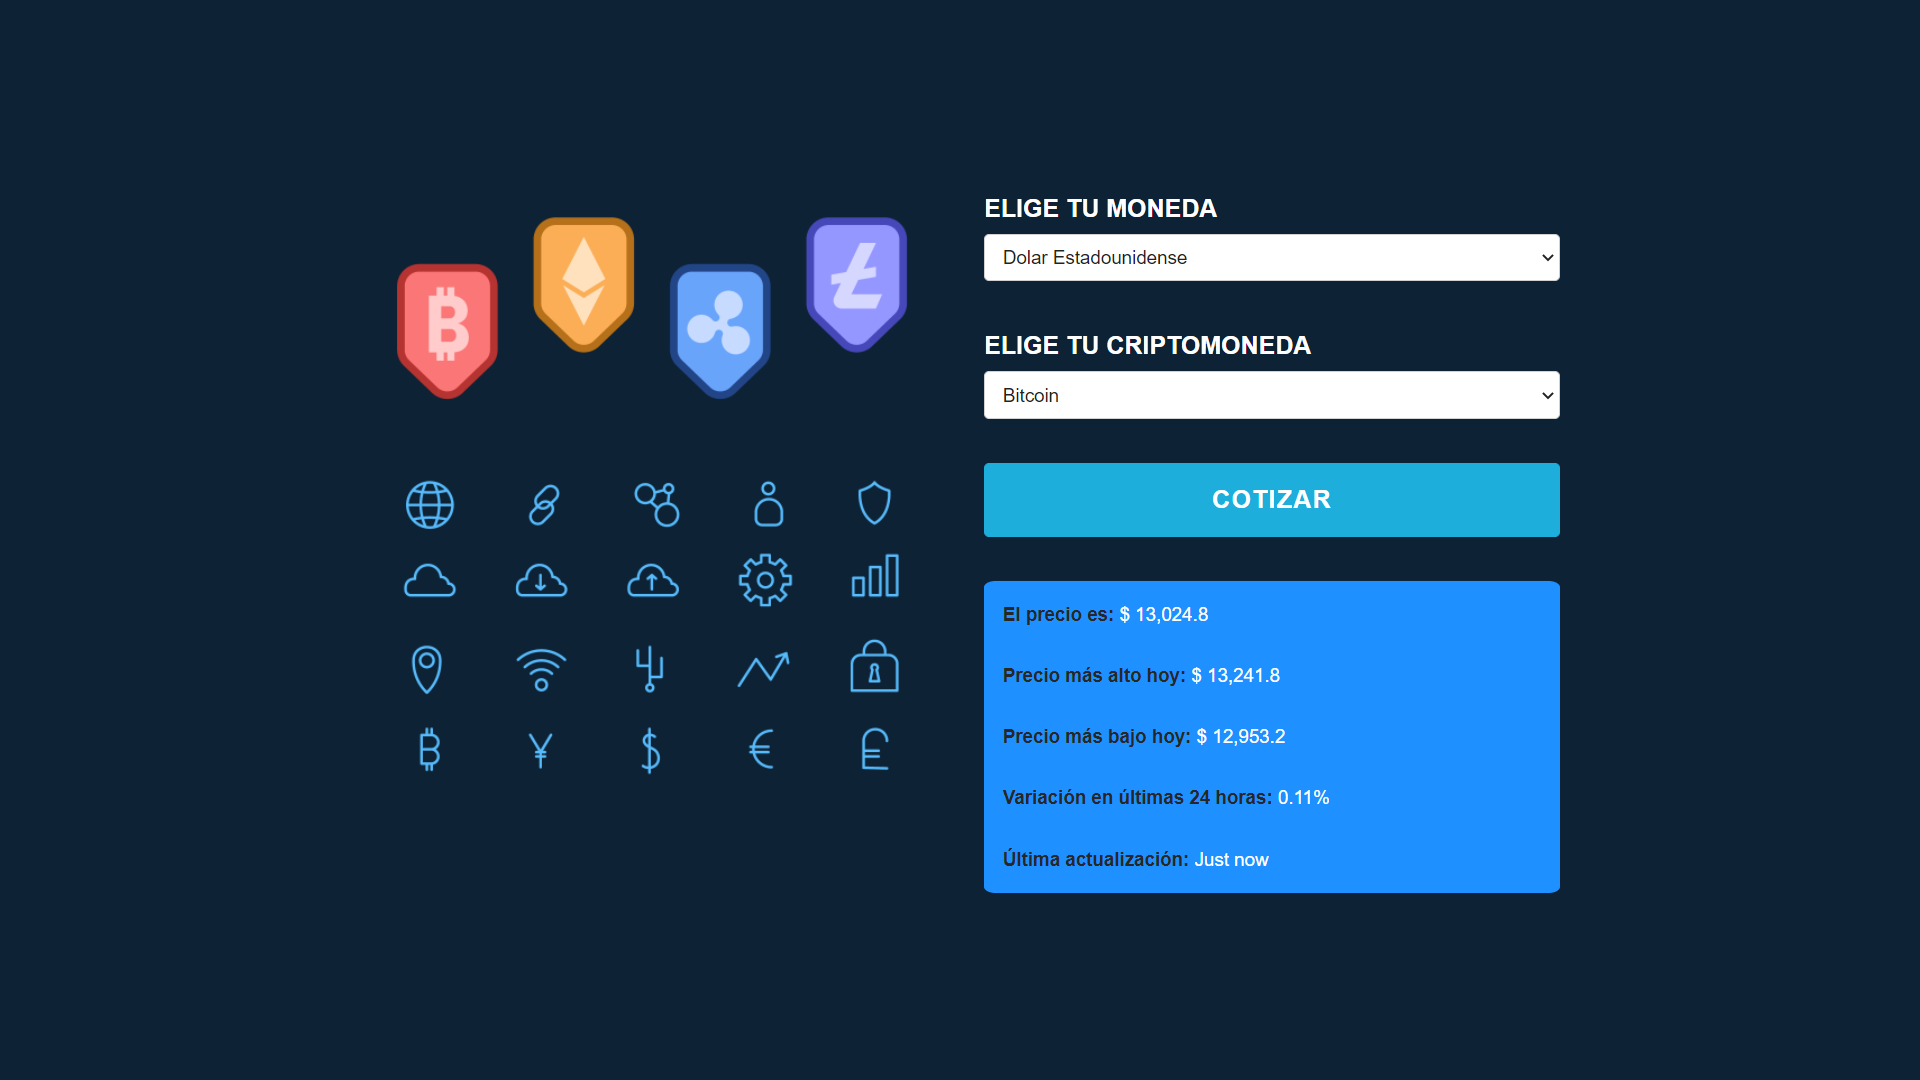 ELIGE TU MONEDA
Dolar Estadounidense
ELIGE TU CRIPTOMONEDA
Bitcoin
COTIZAR
El precio es: $ 13,024.8
Precio más alto hoy: $ 13,241.8
Precio más bajo hoy: $ 12,953.2
Variación en últimas 24 horas: 0.11%
Última actualización: Just now